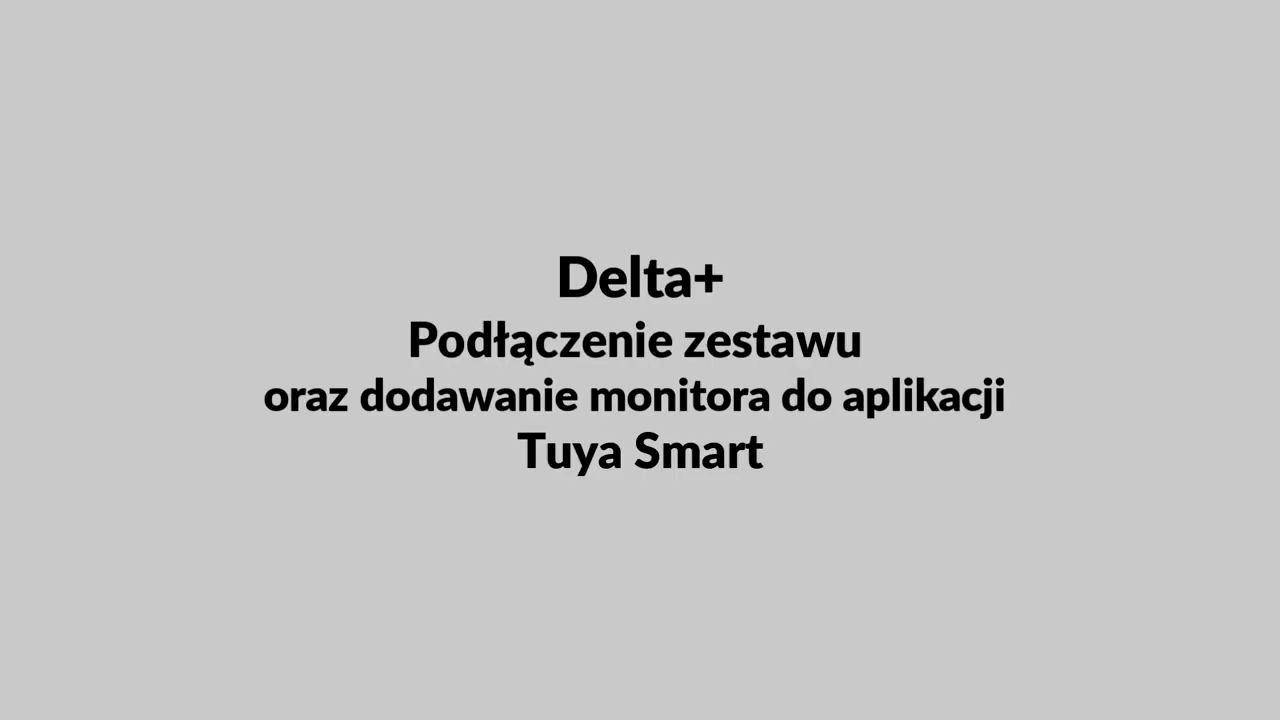 Delta+
Podłączenie zestawu
oraz dodawanie monitora do aplikacji
Tuya Smart